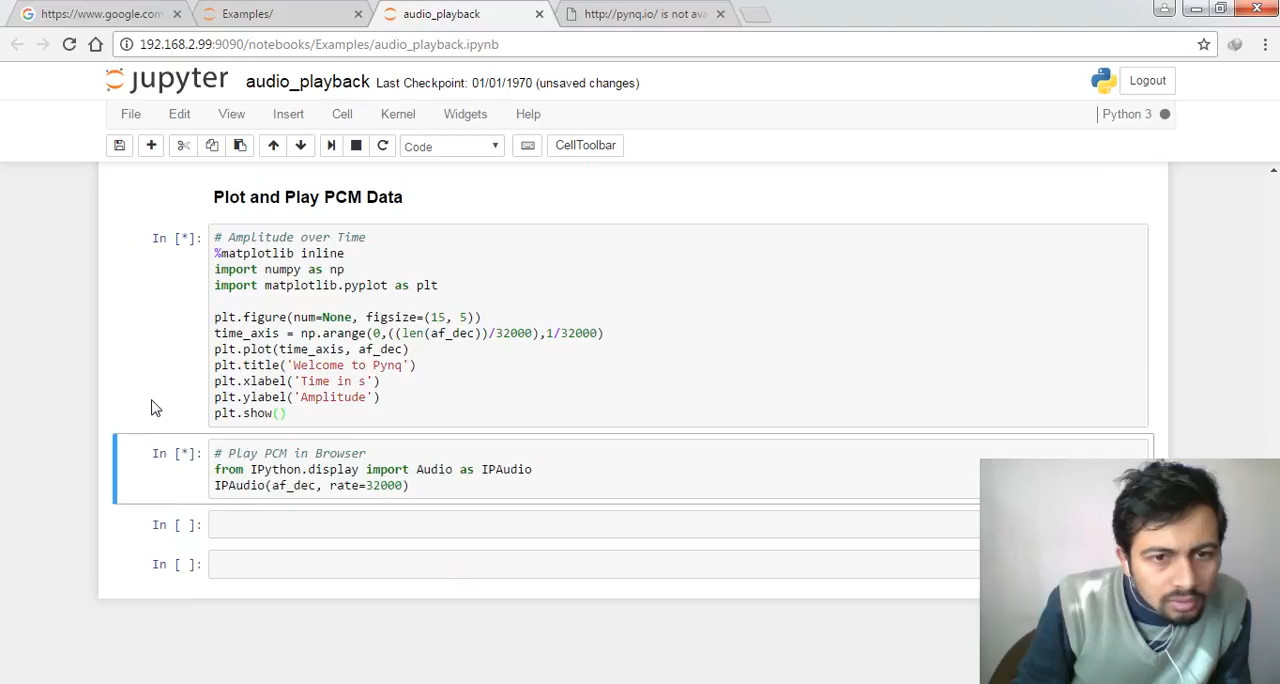 https://www.google.com
Examples/
audio_playback
http://pynq.io/ is not ava
192.168.2.99:9090/notebooks/Examples/audio_playback.ipynb
jupyter audio_playback Last Checkpoint: 01/01/1970 (unsaved changes)
Logout
File Edit View Insert Cell Kernel Widgets Help
Python 3
Code
CellToolbar
Plot and Play PCM Data
In [*]:
# Amplitude over Time
%matplotlib inline
import numpy as np
import matplotlib.pyplot as plt
plt.figure(num=None, figsize=(15, 5))
time_axis = np.arange(0,((len(af_dec))/32000),1/32000)
plt.plot(time_axis, af_dec)
plt.title('Welcome to Pynq')
plt.xlabel('Time in s')
plt.ylabel('Amplitude')
plt.show()
In [*]:
# Play PCM in Browser
from IPython.display import Audio as IPAudio
IPAudio(af_dec, rate=32000)
In [ ]:
In [ ]: